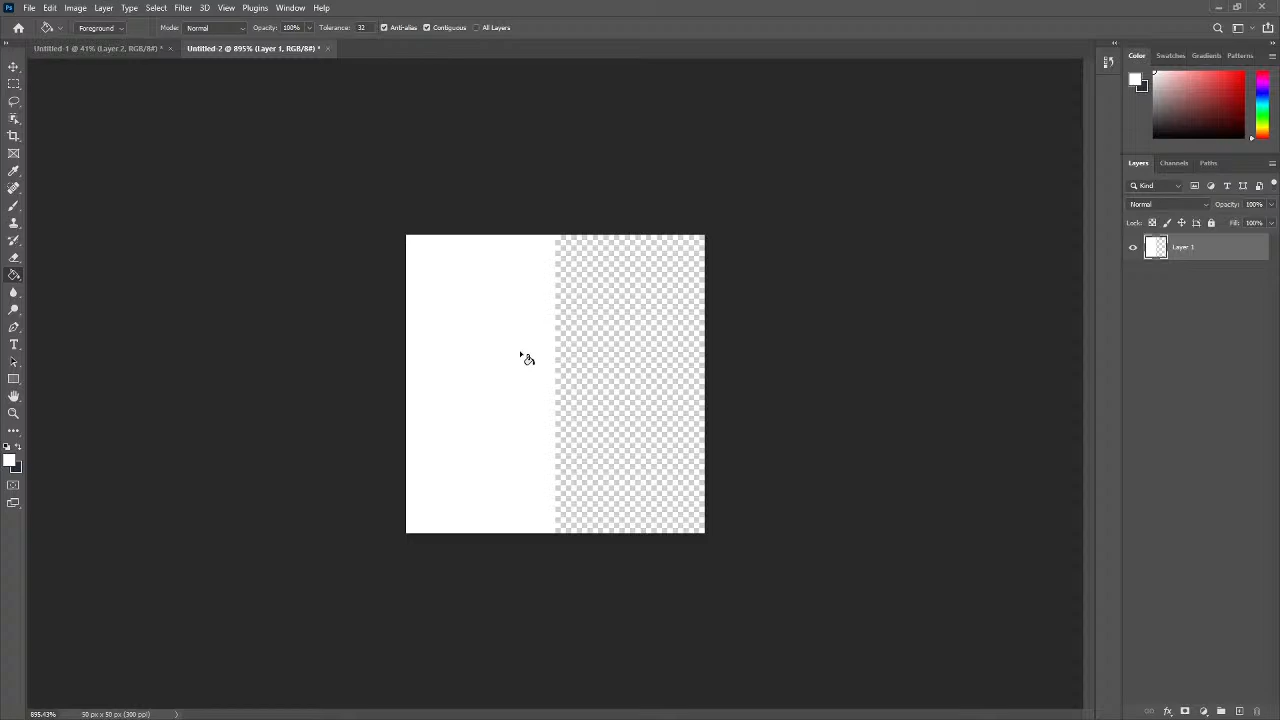 Ps File Edit Image Layer Type Select Filter 3D View Plugins Window Help
Foreground Mode: Normal Opacity: 100% Tolerance: 32 Anti-alias Contiguous All Layers
Untitled-1 @ 41% (Layer 2, RGB/8#) * × Untitled-2 @ 895% (Layer 1, RGB/8#) * ×
Color Swatches Gradients Patterns
Layers Channels Paths
Kind
Normal Opacity: 100%
Lock: Fill: 100%
Layer 1
895.43% 50 px x 50 px (300 ppi)